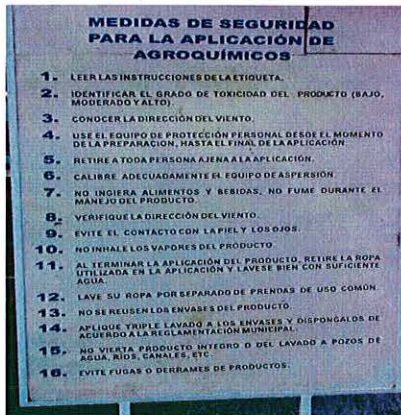 MEDIDAS DE SEGURIDAD
PARA LA APLICACIÓN DE
AGROQUÍMICOS
1. LEER LAS INSTRUCCIONES DE LA ETIQUETA.
2. IDENTIFICAR EL GRADO DE TOXICIDAD DEL PRODUCTO (BAJO,
MODERADO Y ALTO).
3. CONOCER LA DIRECCIÓN DEL VIENTO.
4. USE EL EQUIPO DE PROTECCIÓN PERSONAL DESDE EL MOMENTO
DE LA PREPARACION, HASTA EL FINAL DE LA APLICACIÓN.
5. RETIRE A TODA PERSONA AJENA A LA APLICACIÓN.
6. CALIBRE ADECUADAMENTE EL EQUIPO DE ASPERSIÓN.
7. NO INGIERA ALIMENTOS Y BEBIDAS, NO FUME DURANTE EL
MANEJO DEL PRODUCTO.
8. VERIFIQUE LA DIRECCIÓN DEL VIENTO.
9. EVITE EL CONTACTO CON LA PIEL Y LOS OJOS.
10. NO INHALE LOS VAPORES DEL PRODUCTO.
11. AL TERMINAR LA APLICACIÓN DEL PRODUCTO, RETIRE LA ROPA
UTILIZADA EN LA APLICACIÓN Y LAVESE BIEN CON SUFICIENTE
AGUA.
12. LAVE SU ROPA POR SEPARADO DE PRENDAS DE USO COMÚN.
13. NO SE REUSEN LOS ENVASES DEL PRODUCTO.
14. APLIQUE TRIPLE LAVADO A LOS ENVASES Y DISPONGALOS DE
ACUERDO A LA REGLAMENTACIÓN MUNICIPAL.
15. NO VIERTA PRODUCTO INTEGRO O DEL LAVADO A POZOS DE
AGUA, RIOS, CANALES, ETC.
16. EVITE FUGAS O DERRAMES DE PRODUCTOS.